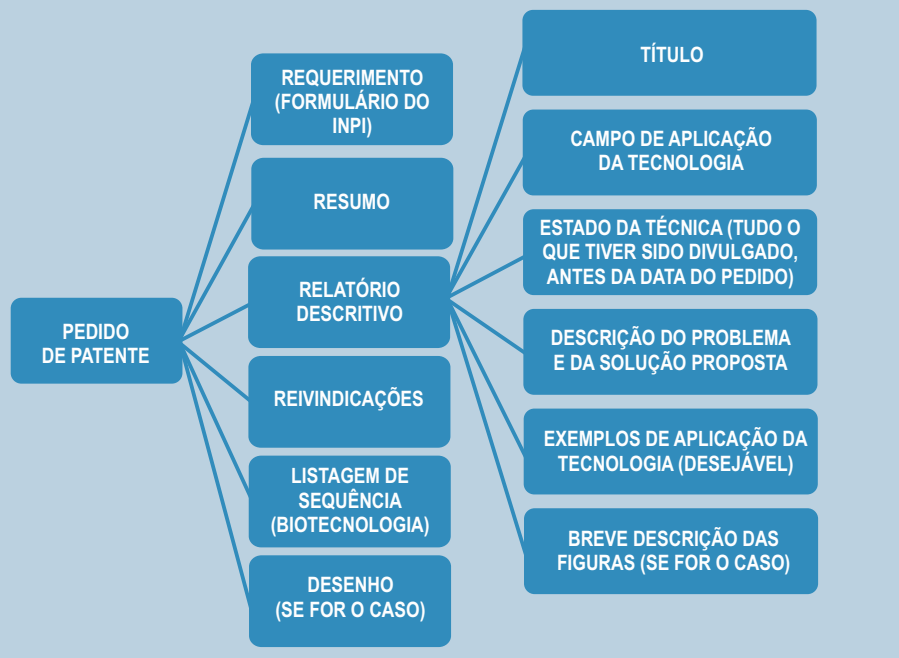 PEDIDO
DE PATENTE
REQUERIMENTO
(FORMULÁRIO DO
INPI)
RESUMO
RELATÓRIO
DESCRITIVO
REIVINDICAÇÕES
LISTAGEM DE
SEQUÊNCIA
(BIOTECNOLOGIA)
DESENHO
(SE FOR O CASO)
TÍTULO
CAMPO DE APLICAÇÃO
DA TECNOLOGIA
ESTADO DA TÉCNICA (TUDO O
QUE TIVER SIDO DIVULGADO,
ANTES DA DATA DO PEDIDO)
DESCRIÇÃO DO PROBLEMA
E DA SOLUÇÃO PROPOSTA
EXEMPLOS DE APLICAÇÃO DA
TECNOLOGIA (DESEJÁVEL)
BREVE DESCRIÇÃO DAS
FIGURAS (SE FOR O CASO)